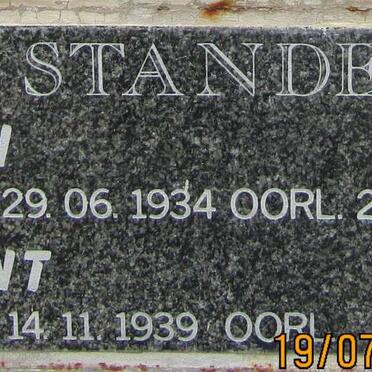 STANDE
29.06.1934 OORL. 2
NT
14.11.1939 OORL
19/07